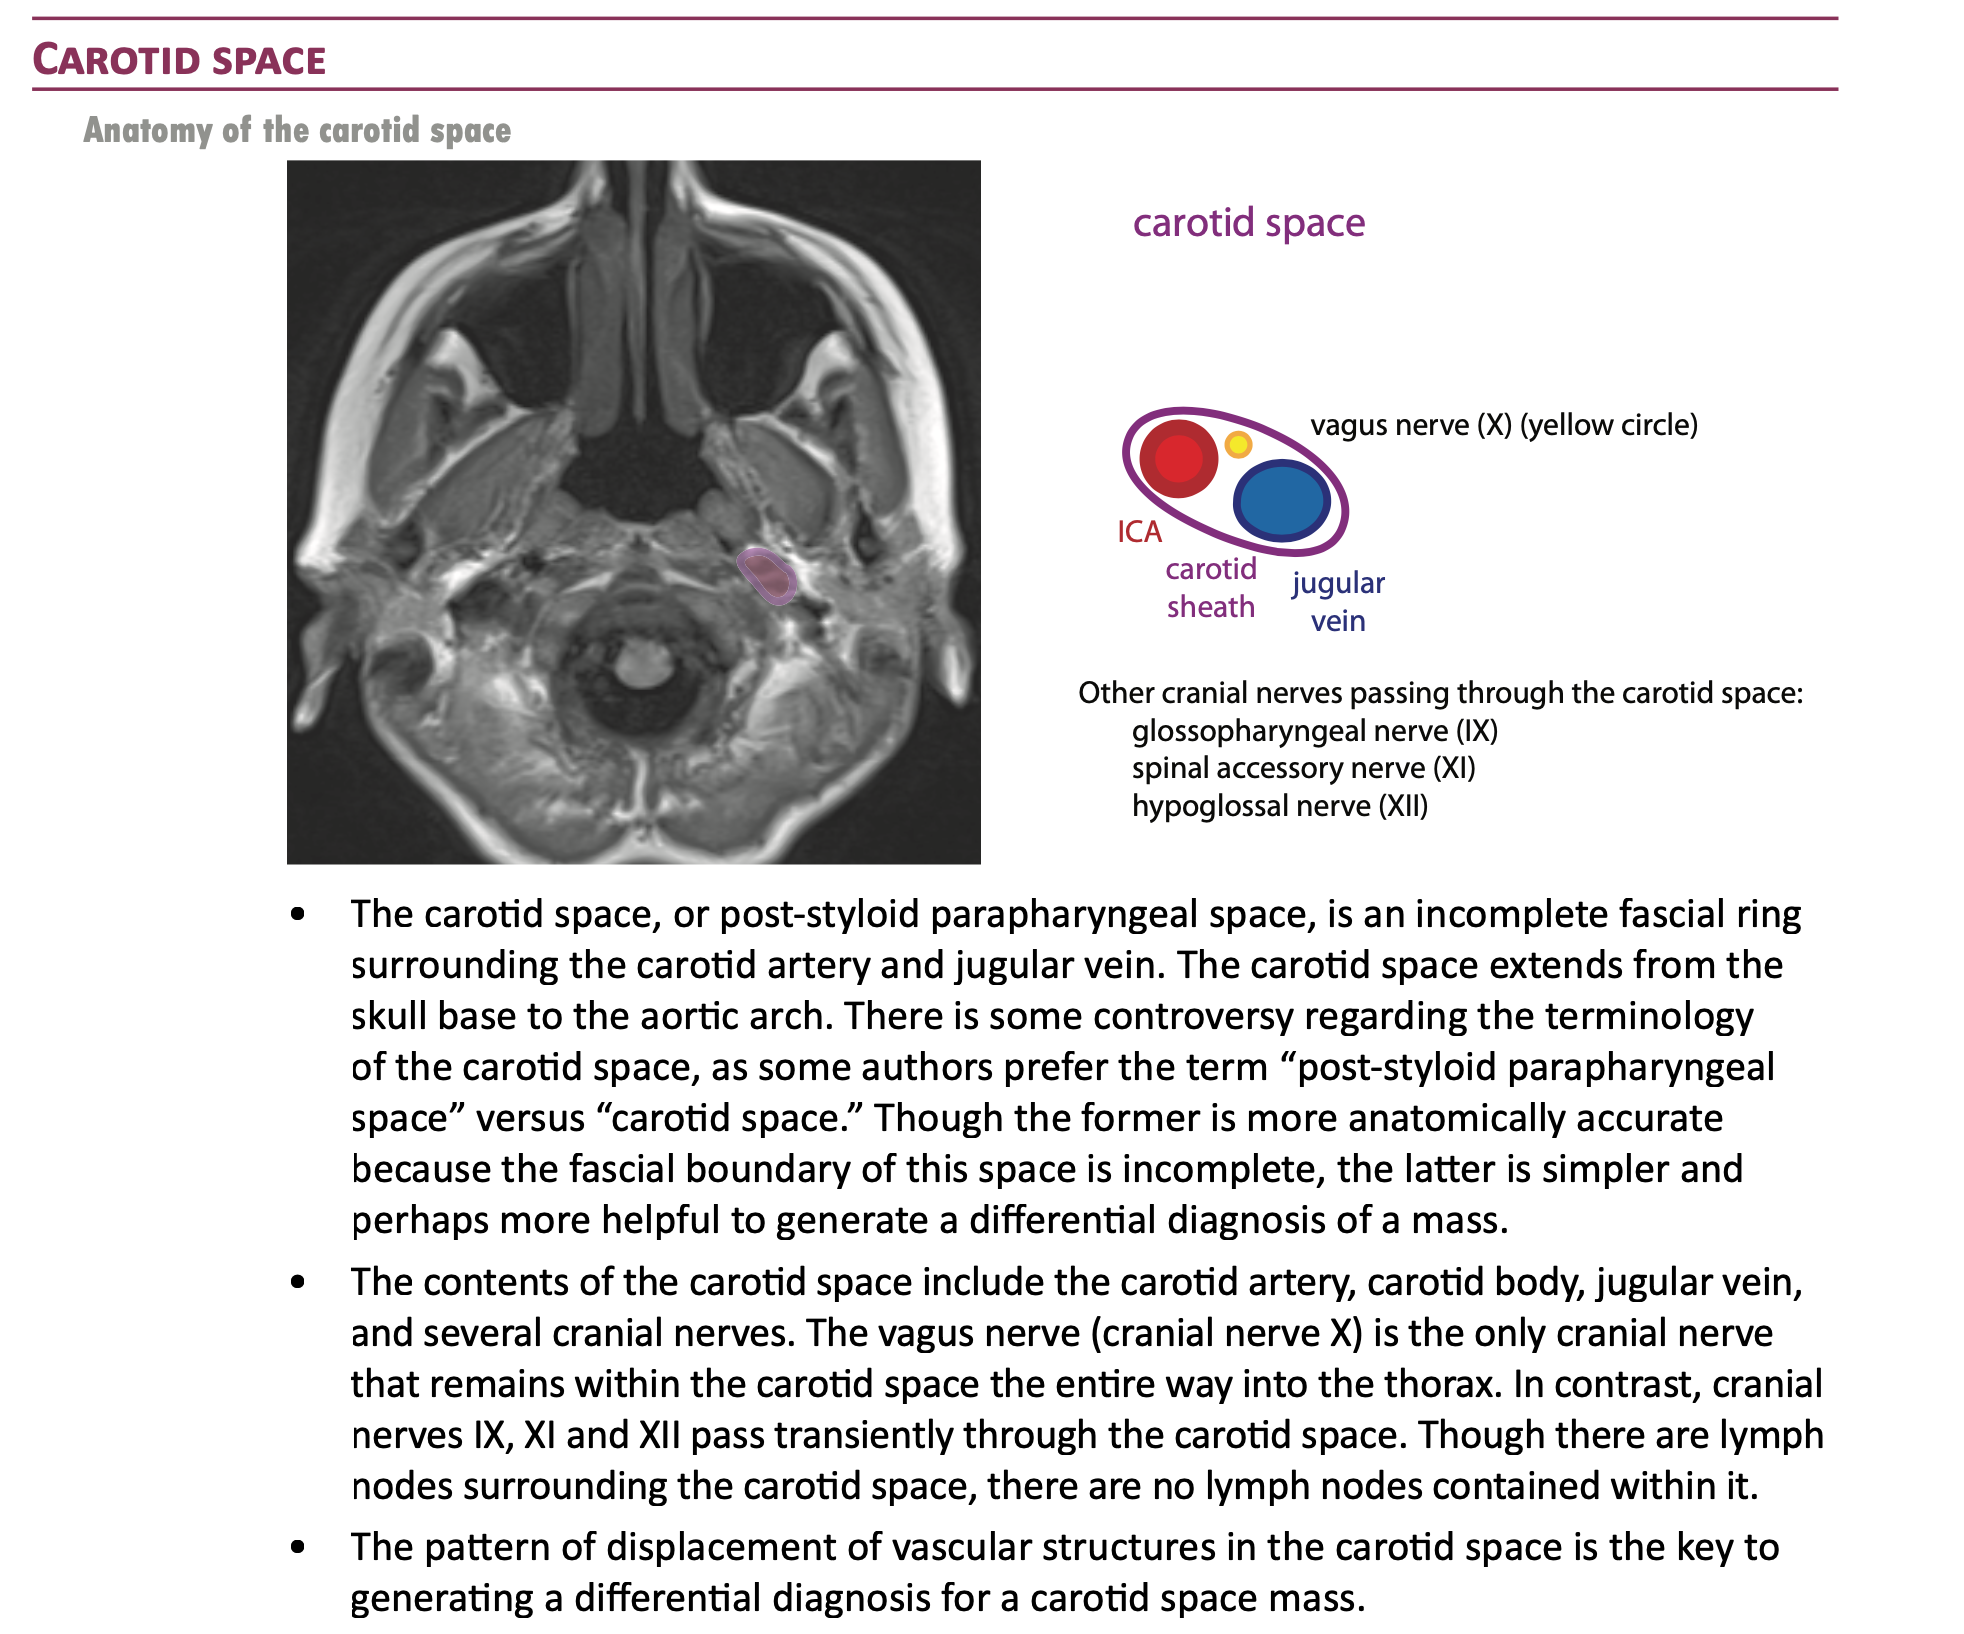 CAROTID SPACE
Anatomy of the carotid space
carotid space
vagus nerve (X) (yellow circle)
ICA
carotid
sheath
jugular
vein
Other cranial nerves passing through the carotid space:
glossopharyngeal nerve (IX)
spinal accessory nerve (XI)
hypoglossal nerve (XII)
• The carotid space, or post-styloid parapharyngeal space, is an incomplete fascial ring
surrounding the carotid artery and jugular vein. The carotid space extends from the
skull base to the aortic arch. There is some controversy regarding the terminology
of the carotid space, as some authors prefer the term “post-styloid parapharyngeal
space” versus “carotid space.” Though the former is more anatomically accurate
because the fascial boundary of this space is incomplete, the latter is simpler and
perhaps more helpful to generate a differential diagnosis of a mass.
• The contents of the carotid space include the carotid artery, carotid body, jugular vein,
and several cranial nerves. The vagus nerve (cranial nerve X) is the only cranial nerve
that remains within the carotid space the entire way into the thorax. In contrast, cranial
nerves IX, XI and XII pass transiently through the carotid space. Though there are lymph
nodes surrounding the carotid space, there are no lymph nodes contained within it.
• The pattern of displacement of vascular structures in the carotid space is the key to
generating a differential diagnosis for a carotid space mass.